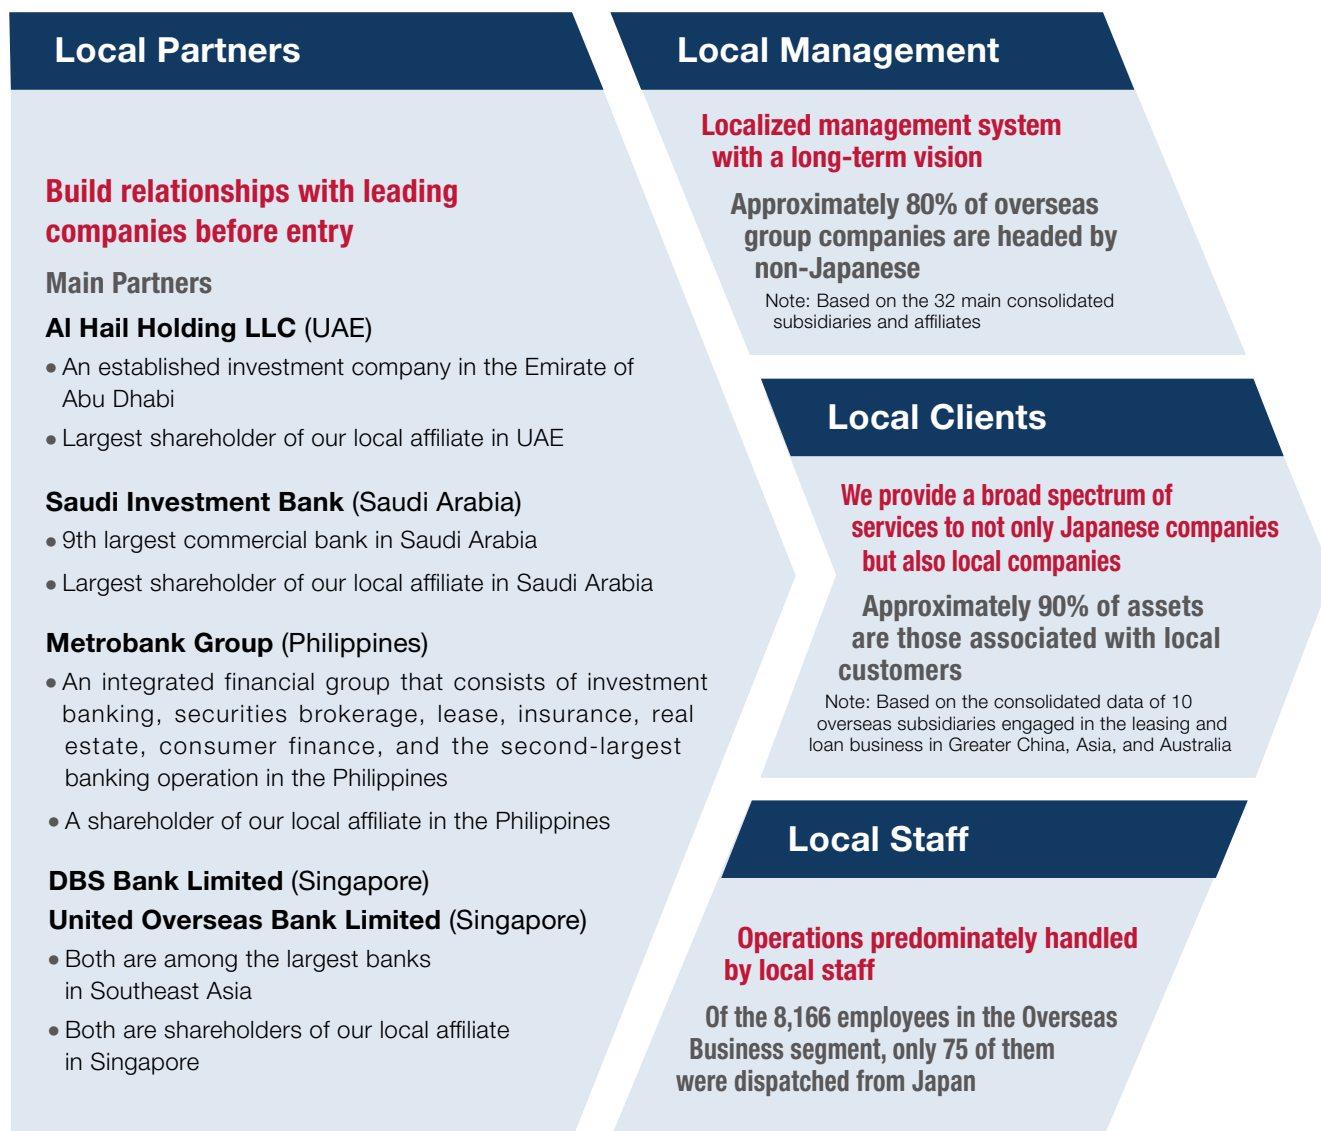 Local Partners
Build relationships with leading
companies before entry
Main Partners
Al Hail Holding LLC (UAE)
• An established investment company in the Emirate of
Abu Dhabi
• Largest shareholder of our local affiliate in UAE
Saudi Investment Bank (Saudi Arabia)
• 9th largest commercial bank in Saudi Arabia
• Largest shareholder of our local affiliate in Saudi Arabia
Metrobank Group (Philippines)
• An integrated financial group that consists of investment
banking, securities brokerage, lease, insurance, real
estate, consumer finance, and the second-largest
banking operation in the Philippines
• A shareholder of our local affiliate in the Philippines
DBS Bank Limited (Singapore)
United Overseas Bank Limited (Singapore)
• Both are among the largest banks
in Southeast Asia
• Both are shareholders of our local affiliate
in Singapore
Local Management
Localized management system
with a long-term vision
Approximately 80% of overseas
group companies are headed by
non-Japanese
Note: Based on the 32 main consolidated
subsidiaries and affiliates
Local Clients
We provide a broad spectrum of
services to not only Japanese companies
but also local companies
Approximately 90% of assets
are those associated with local
customers
Note: Based on the consolidated data of 10
overseas subsidiaries engaged in the leasing and
loan business in Greater China, Asia, and Australia
Local Staff
Operations predominately handled
by local staff
Of the 8,166 employees in the Overseas
Business segment, only 75 of them
were dispatched from Japan